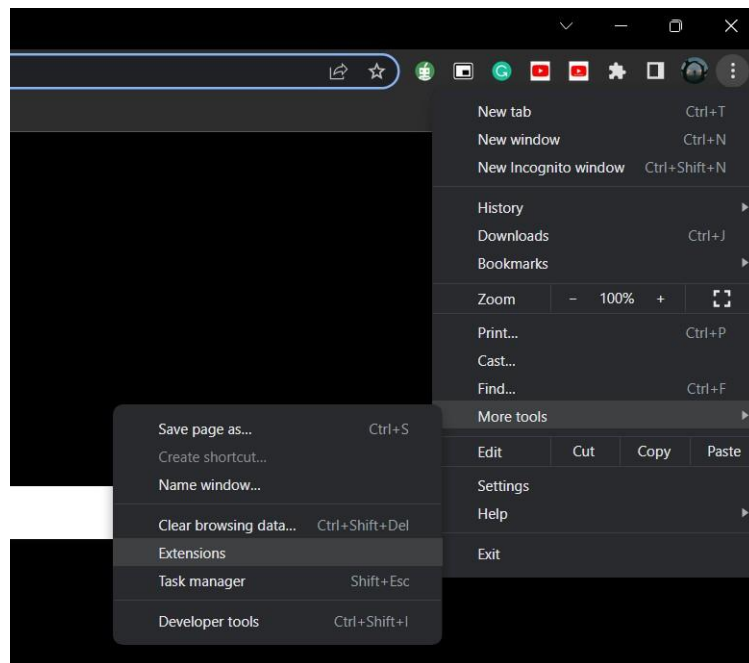 New tab Ctrl+T
New window Ctrl+N
New Incognito window Ctrl+Shift+N
History
Downloads Ctrl+J
Bookmarks
Zoom − 100% +
Print... Ctrl+P
Cast...
Find... Ctrl+F
More tools
Edit Cut Copy Paste
Settings
Help
Exit
Save page as... Ctrl+S
Create shortcut...
Name window...
Clear browsing data... Ctrl+Shift+Del
Extensions
Task manager Shift+Esc
Developer tools Ctrl+Shift+I